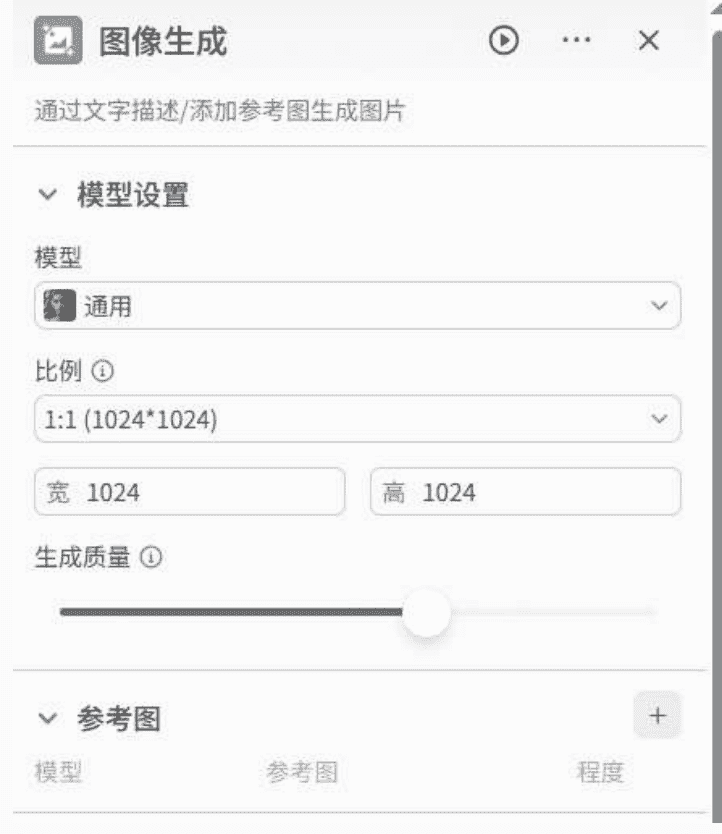 图像生成
通过文字描述/添加参考图生成图片
模型设置
模型
通用
比例
1:1 (1024*1024)
宽 1024 高 1024
生成质量
参考图 +
模型 参考图 程度